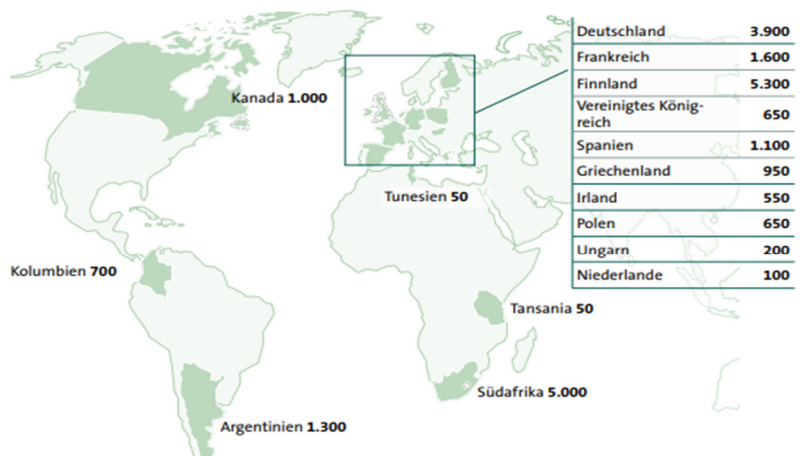 Deutschland 3.900
Frankreich 1.600
Finnland 5.300
Vereinigtes König-
reich 650
Spanien 1.100
Griechenland 950
Irland 550
Polen 650
Ungarn 200
Niederlande 100
Kanada 1.000
Tunesien 50
Kolumbien 700
Tansania 50
Südafrika 5.000
Argentinien 1.300